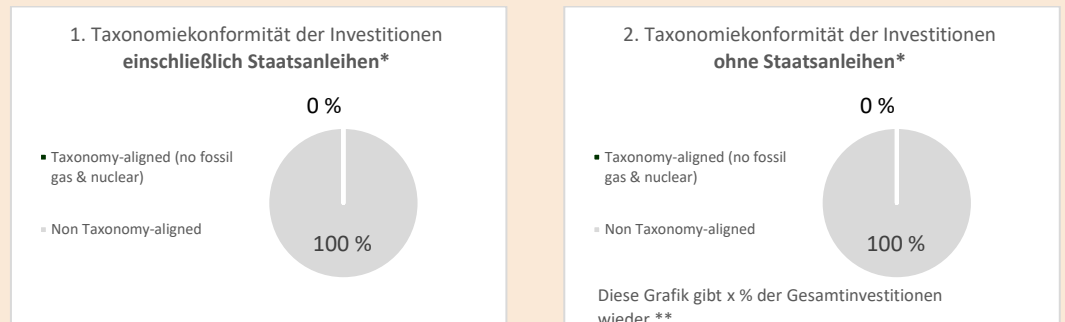 1. Taxonomiekonformität der Investitionen
einschließlich Staatsanleihen*
0 %
Taxonomy-aligned (no fossil
gas & nuclear)
Non Taxonomy-aligned
100 %
2. Taxonomiekonformität der Investitionen
ohne Staatsanleihen*
0 %
Taxonomy-aligned (no fossil
gas & nuclear)
Non Taxonomy-aligned
100 %
Diese Grafik gibt x % der Gesamtinvestitionen
wieder.**